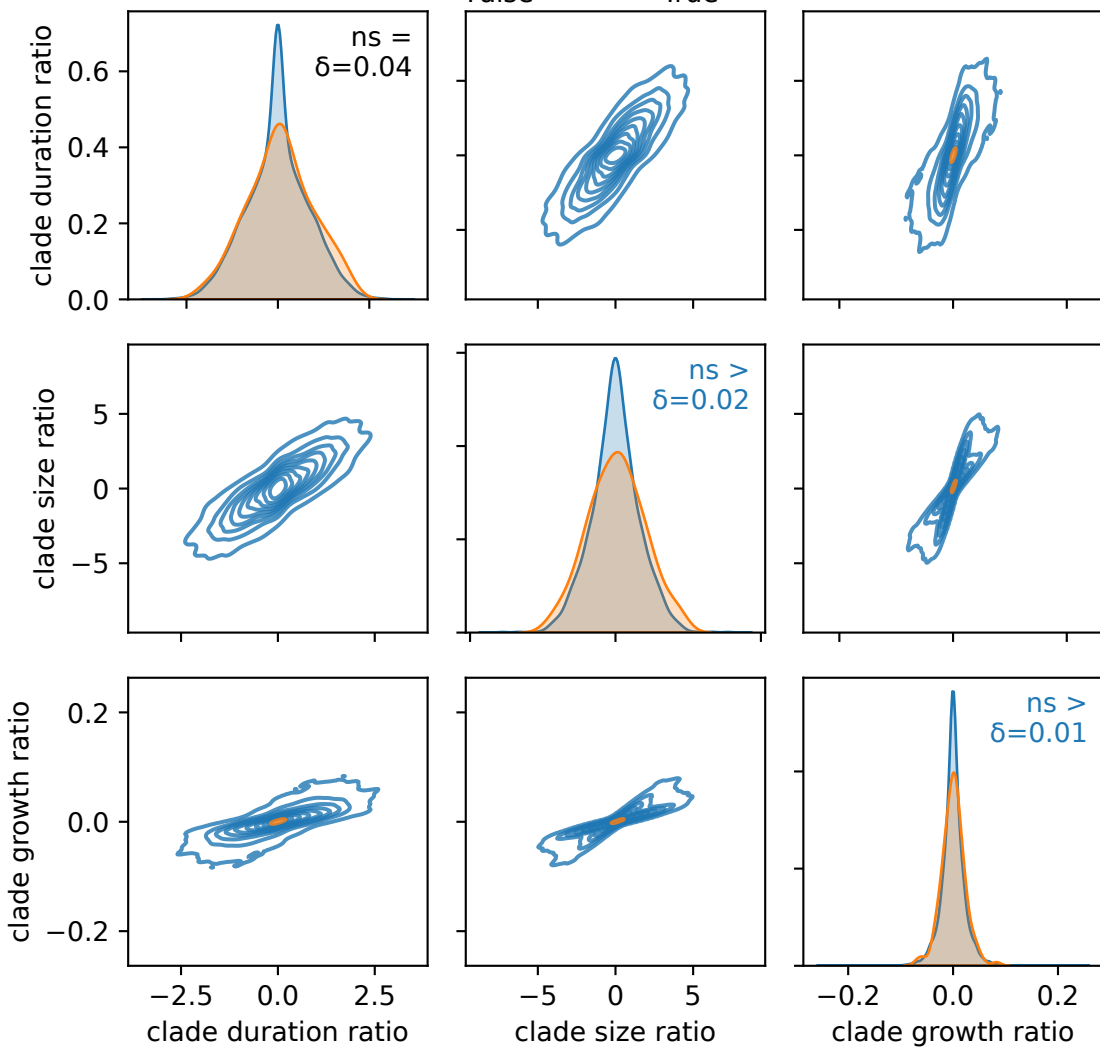 clade duration ratio
0.6
0.4
0.2
0.0
ns =
δ=0.04
clade size ratio
5
0
−5
ns >
δ=0.02
clade growth ratio
0.2
0.0
−0.2
ns >
δ=0.01
−2.5 0.0 2.5
−5 0 5
−0.2 0.0 0.2
clade duration ratio
clade size ratio
clade growth ratio